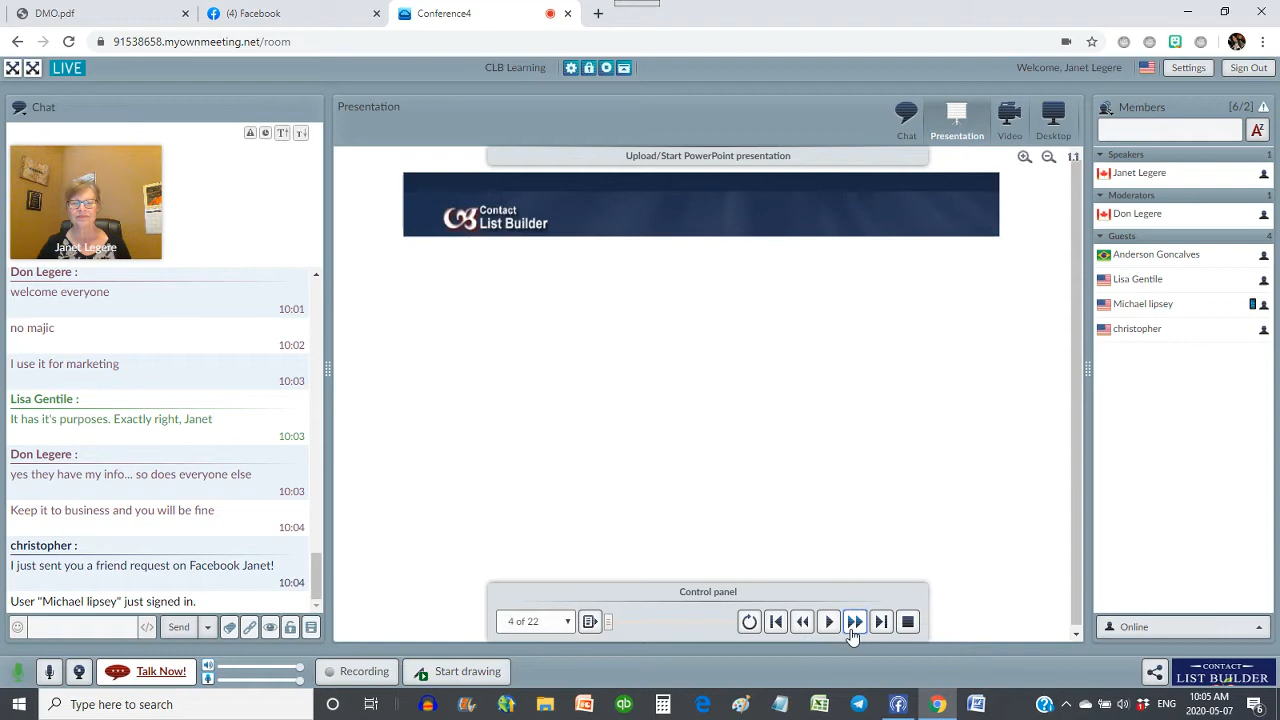 DMO.pdf
(4) Facebook
Conference4
91538658.myownmeeting.net/room
LIVE
CLB Learning
Welcome, Janet Legere
Settings
Sign Out
Chat
Presentation
Chat
Presentation
Video
Desktop
Members
[6/2]
Upload/Start PowerPoint presentation
1:1
Janet Legere
Contact
List Builder
Don Legere :
welcome everyone
10:01
no majic
10:02
I use it for marketing
10:03
Lisa Gentile :
It has it's purposes. Exactly right, Janet
10:03
Don Legere :
yes they have my info... so does everyone else
10:03
Keep it to business and you will be fine
10:04
christopher :
I just sent you a friend request on Facebook Janet!
10:04
User "Michael lipsey" just signed in.
Send
Control panel
4 of 22
Speakers 1
Janet Legere
Moderators 1
Don Legere
Guests 4
Anderson Goncalves
Lisa Gentile
Michael lipsey
christopher
Online
Talk Now!
Recording
Start drawing
CONTACT
LIST BUILDER
Type here to search
ENG
10:05 AM
2020-05-07